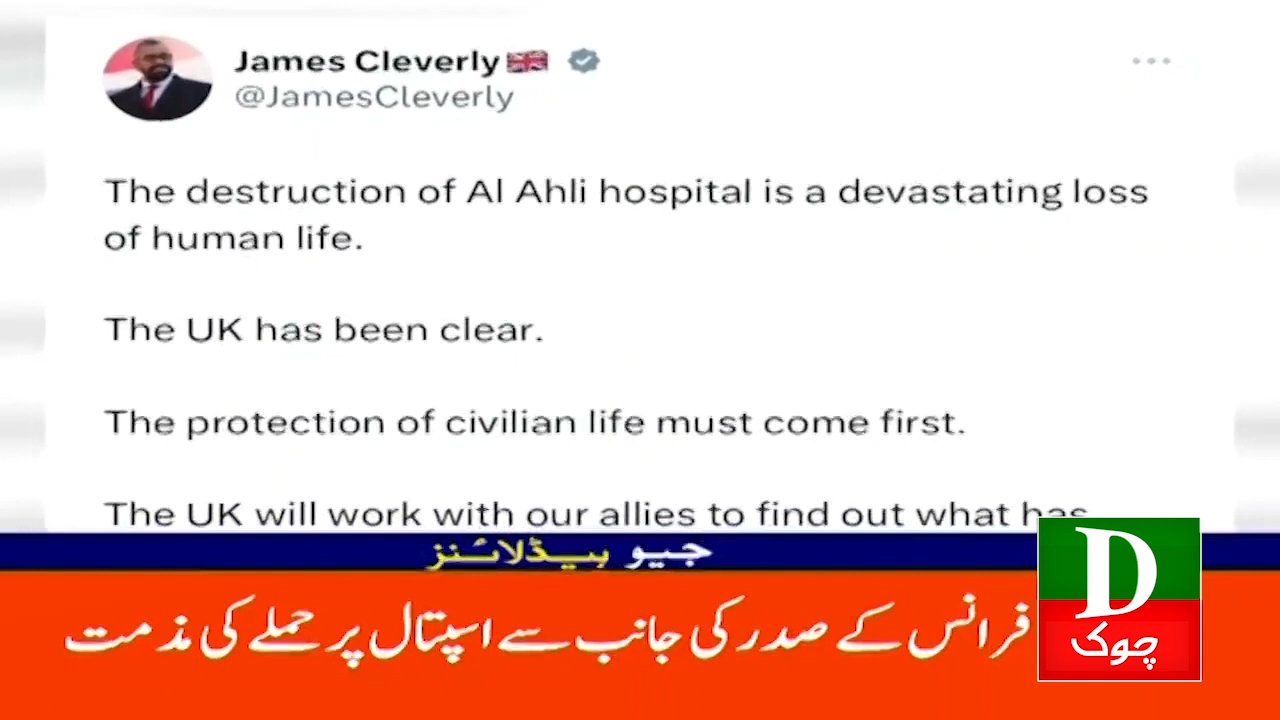 James Cleverly
@JamesCleverly
The destruction of Al Ahli hospital is a devastating loss
of human life.
The UK has been clear.
The protection of civilian life must come first.
The UK will work with our allies to find out what has
جیو ہیڈلائنز
فرانس کے صدر کی جانب سے اسپتال پر حملے کی مذمت
D
چوک